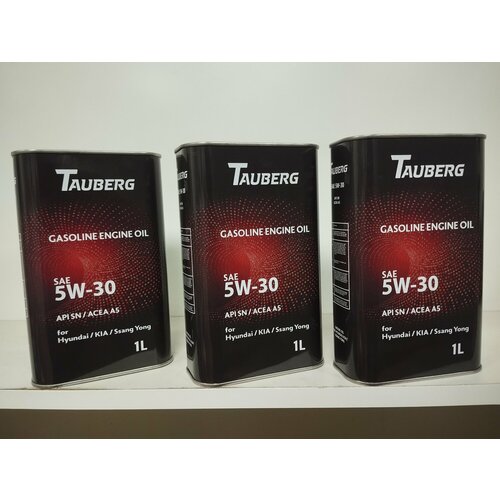 TAUBERG
GASOLINE ENGINE OIL
SAE
5W-30
API SN / ACEA A5
for
Hyundai / KIA / Ssang Yong
1L
TAUBERG
GASOLINE ENGINE OIL
SAE
5W-30
API SN / ACEA A5
for
Hyundai / KIA / Ssang Yong
1L
TAUBERG
GASOLINE ENGINE OIL
SAE
5W-30
API SN / ACEA A5
for
Hyundai / KIA / Ssang Yong
1L